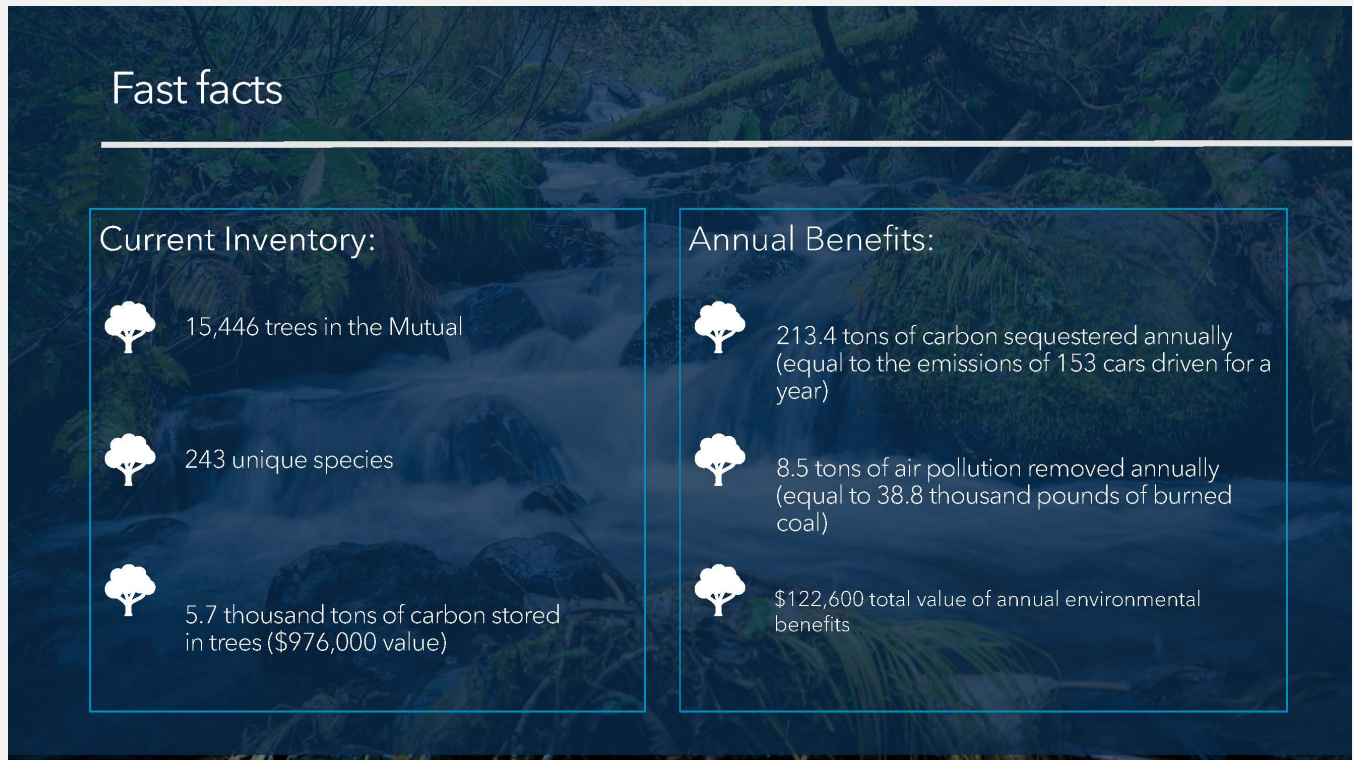 Fast facts
Current Inventory:
15,446 trees in the Mutual
243 unique species
5.7 thousand tons of carbon stored
in trees ($976,000 value)
Annual Benefits:
213.4 tons of carbon sequestered annually
(equal to the emissions of 153 cars driven for a
year)
8.5 tons of air pollution removed annually
(equal to 38.8 thousand pounds of burned
coal)
$122,600 total value of annual environmental
benefits